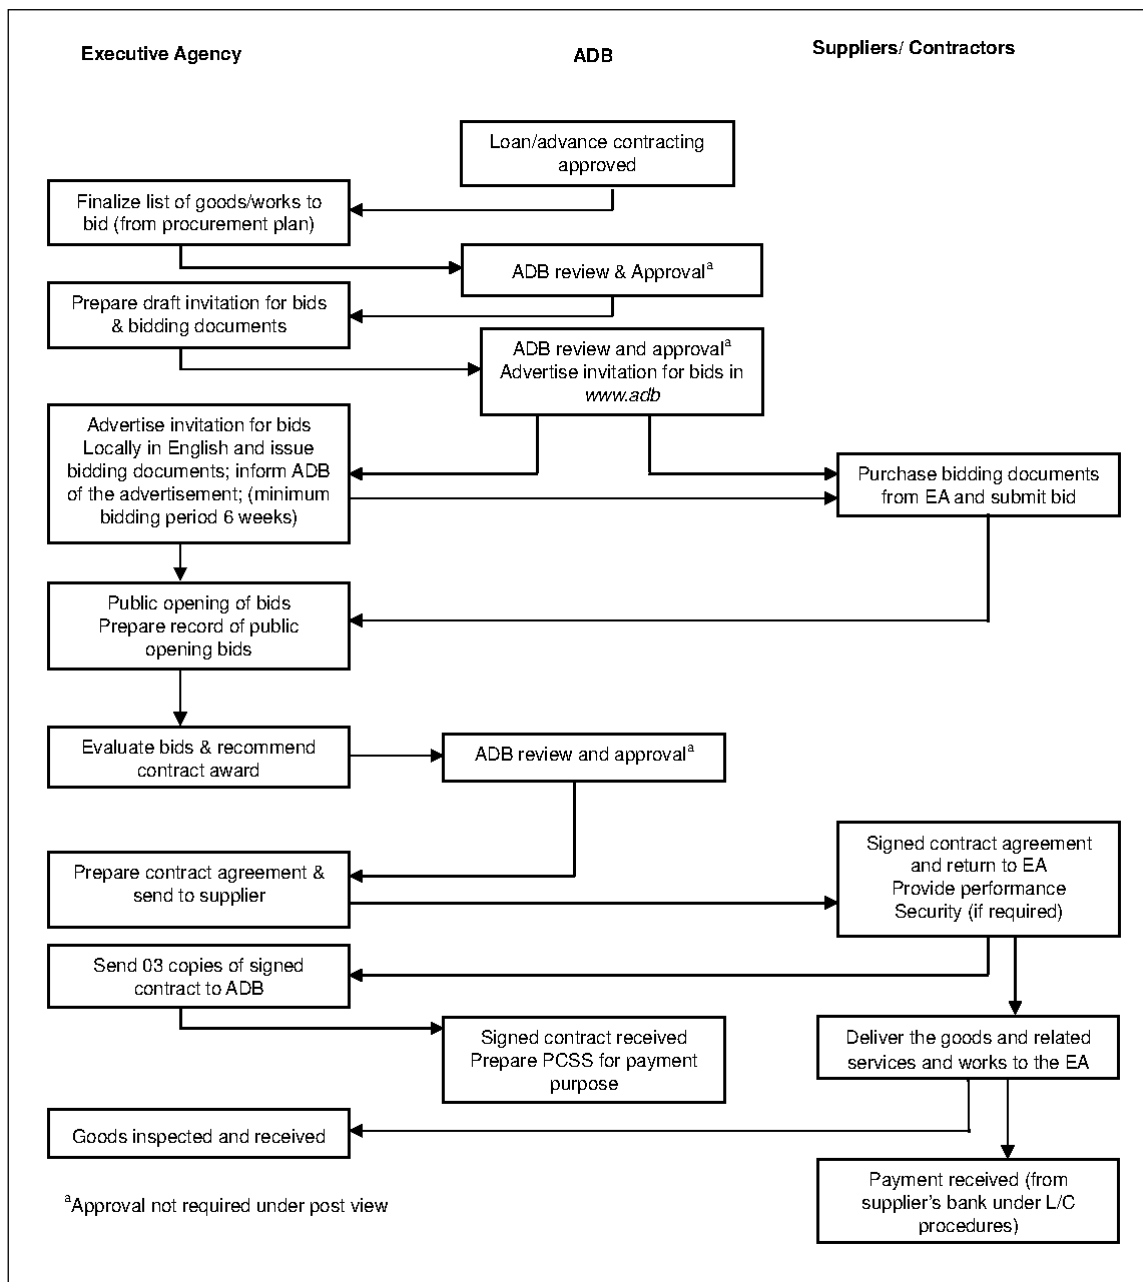 Executive Agency
ADB
Suppliers/ Contractors
Loan/advance contracting
approved
Finalize list of goods/works to
bid (from procurement plan)
ADB review & Approvalª
Prepare draft invitation for bids
& bidding documents
ADB review and approvalª
Advertise invitation for bids in
www.adb
Advertise invitation for bids
Locally in English and issue
bidding documents; inform ADB
of the advertisement; (minimum
bidding period 6 weeks)
Purchase bidding documents
from EA and submit bid
Public opening of bids
Prepare record of public
opening bids
Evaluate bids & recommend
contract award
ADB review and approvalª
Prepare contract agreement &
send to supplier
Signed contract agreement
and return to EA
Provide performance
Security (if required)
Send 03 copies of signed
contract to ADB
Signed contract received
Prepare PCSS for payment
purpose
Deliver the goods and related
services and works to the EA
Goods inspected and received
Payment received (from
supplier's bank under L/C
procedures)
ªApproval not required under post view